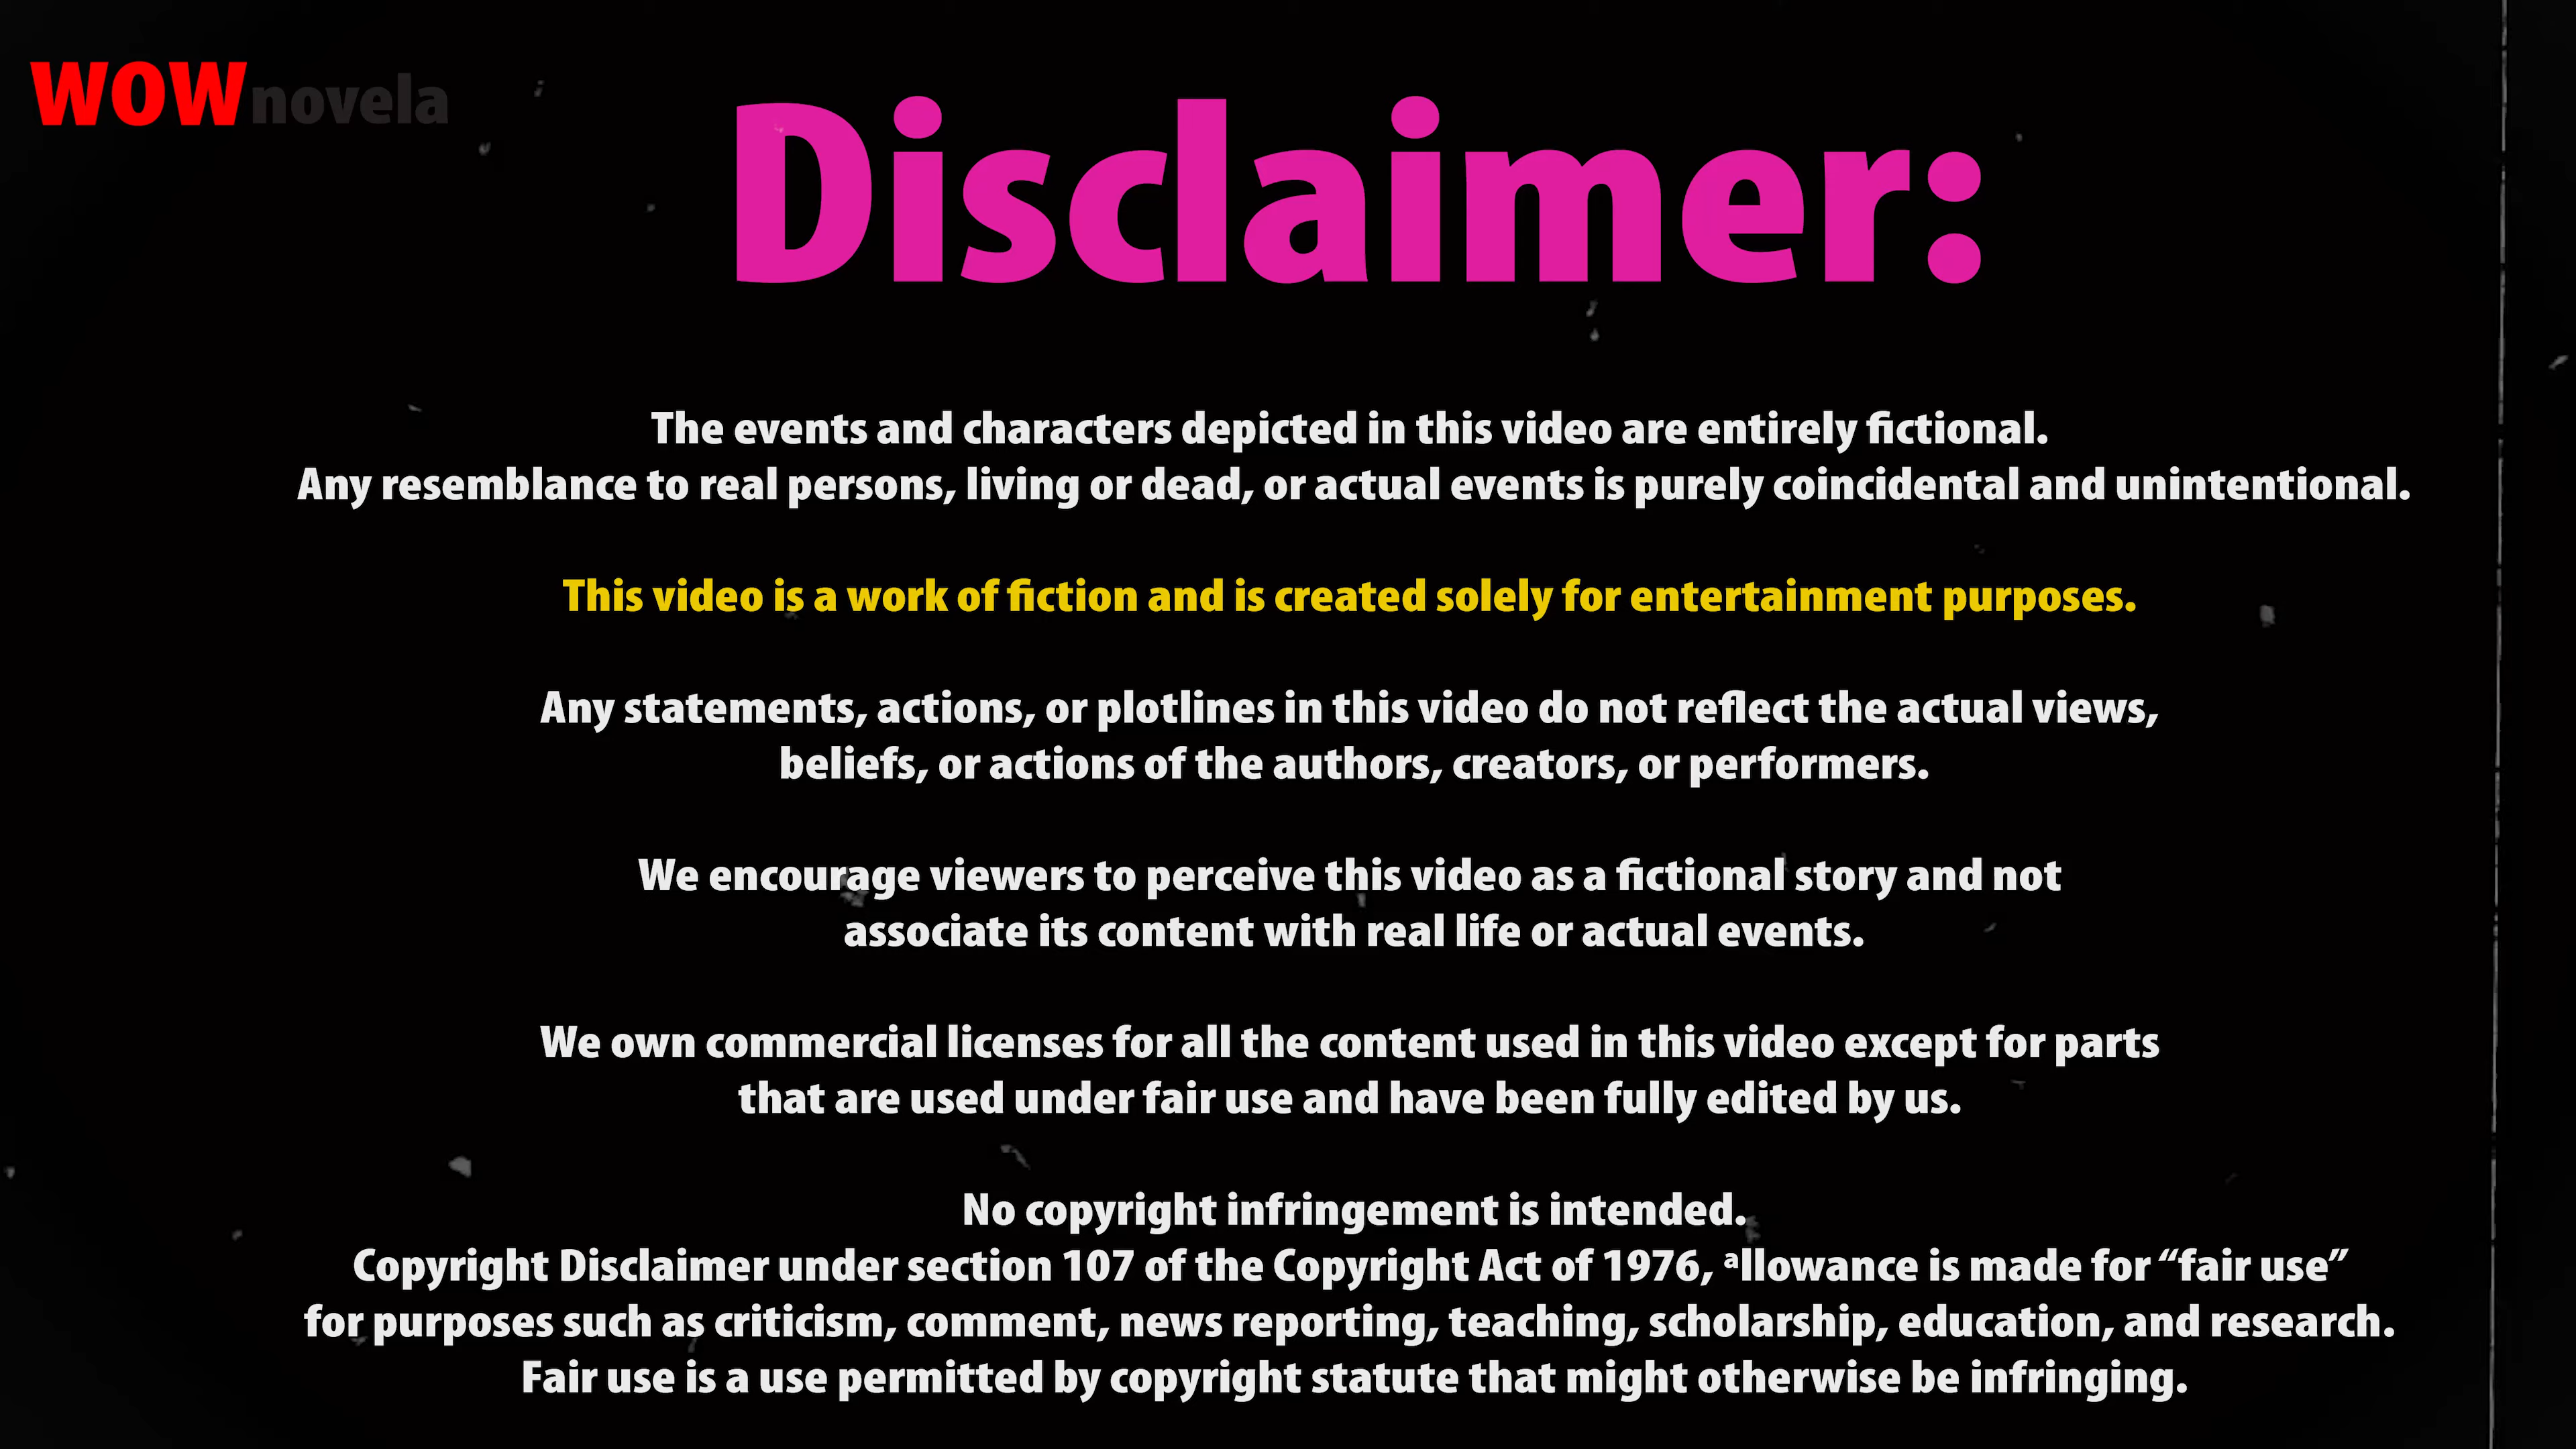 WOWnovela
Disclaimer:
The events and characters depicted in this video are entirely fictional.
Any resemblance to real persons, living or dead, or actual events is purely coincidental and unintentional.
This video is a work of fiction and is created solely for entertainment purposes.
Any statements, actions, or plotlines in this video do not reflect the actual views,
beliefs, or actions of the authors, creators, or performers.
We encourage viewers to perceive this video as a fictional story and not
associate its content with real life or actual events.
We own commercial licenses for all the content used in this video except for parts
that are used under fair use and have been fully edited by us.
No copyright infringement is intended.
Copyright Disclaimer under section 107 of the Copyright Act of 1976, ªllowance is made for “fair use”
for purposes such as criticism, comment, news reporting, teaching, scholarship, education, and research.
Fair use is a use permitted by copyright statute that might otherwise be infringing.